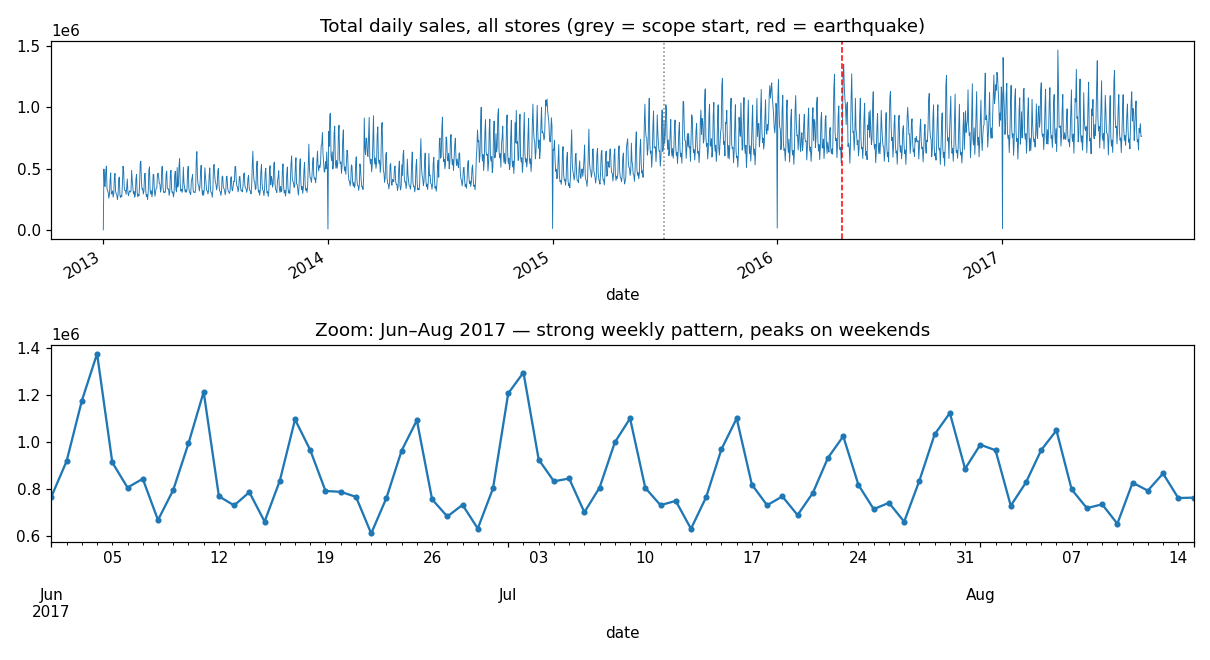 Total daily sales, all stores (grey = scope start, red = earthquake)
1e6
1.5
1.0
0.5
0.0
2013 2014 2015 2016 2017
date
Zoom: Jun–Aug 2017 — strong weekly pattern, peaks on weekends
1e6
1.4
1.2
1.0
0.8
0.6
05 12 19 26 03 10 17 24 31 07 14
Jun Jul Aug
2017
date